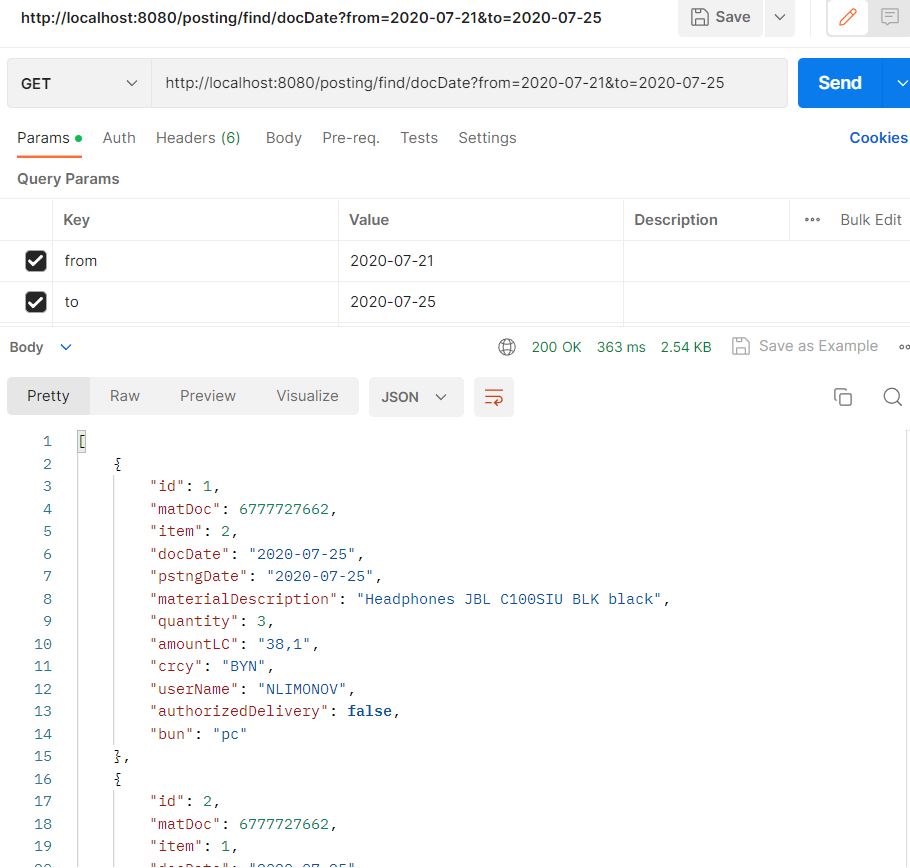 http://localhost:8080/posting/find/docDate?from=2020-07-21&to=2020-07-25 Save
GET http://localhost:8080/posting/find/docDate?from=2020-07-21&to=2020-07-25 Send
Params Auth Headers (6) Body Pre-req. Tests Settings Cookies
Query Params
Key Value Description Bulk Edit
from 2020-07-21
to 2020-07-25
Body 200 OK 363 ms 2.54 KB Save as Example
Pretty Raw Preview Visualize JSON
1 [
2 {
3 "id": 1,
4 "matDoc": 6777727662,
5 "item": 2,
6 "docDate": "2020-07-25",
7 "pstngDate": "2020-07-25",
8 "materialDescription": "Headphones JBL C100SIU BLK black",
9 "quantity": 3,
10 "amountLC": "38,1",
11 "crcy": "BYN",
12 "userName": "NLIMONOV",
13 "authorizedDelivery": false,
14 "bun": "pc"
15 },
16 {
17 "id": 2,
18 "matDoc": 6777727662,
19 "item": 1,
20 "docDate": "2020-07-25",